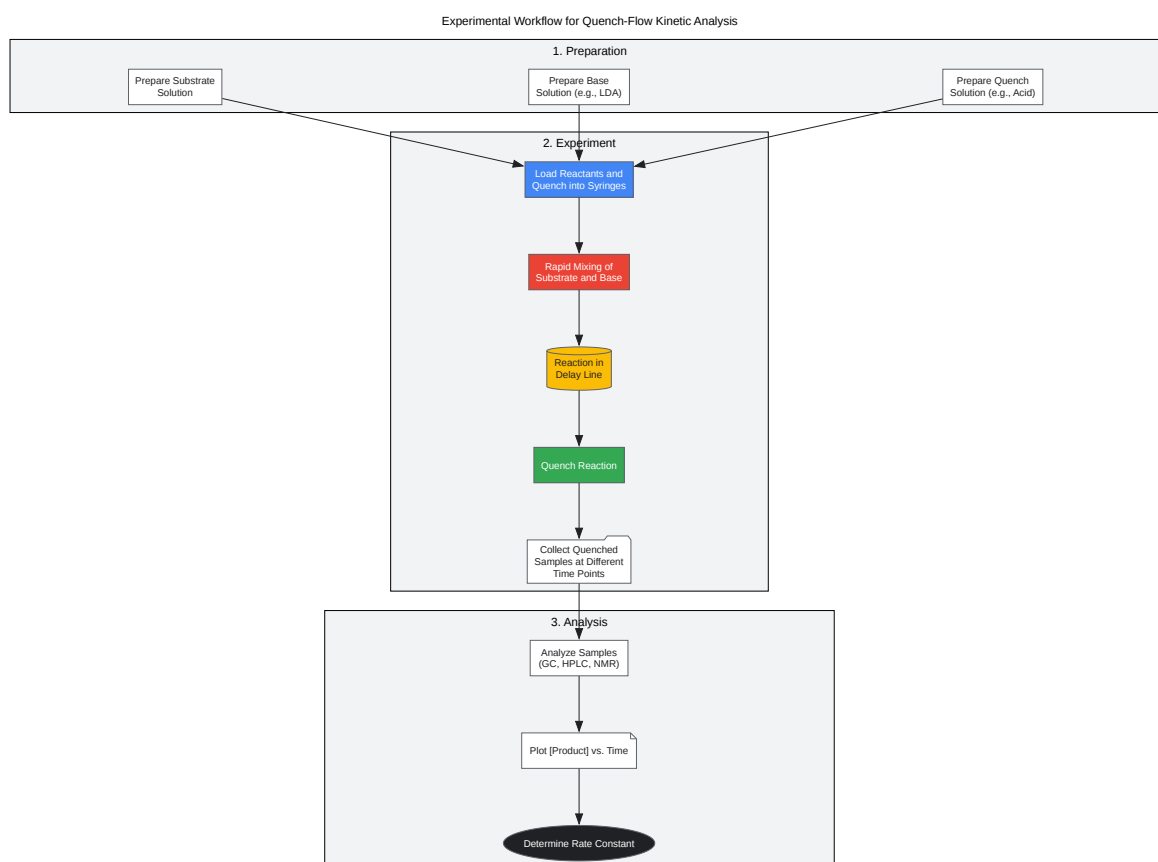 Experimental Workflow for Quench-Flow Kinetic Analysis
1. Preparation
Prepare Substrate
Solution
Prepare Base
Solution (e.g., LDA)
Prepare Quench
Solution (e.g., Acid)
2. Experiment
Load Reactants and
Quench into Syringes
Rapid Mixing of
Substrate and Base
Reaction in
Delay Line
Quench Reaction
Collect Quenched
Samples at Different
Time Points
3. Analysis
Analyze Samples
(GC, HPLC, NMR)
Plot [Product] vs. Time
Determine Rate Constant